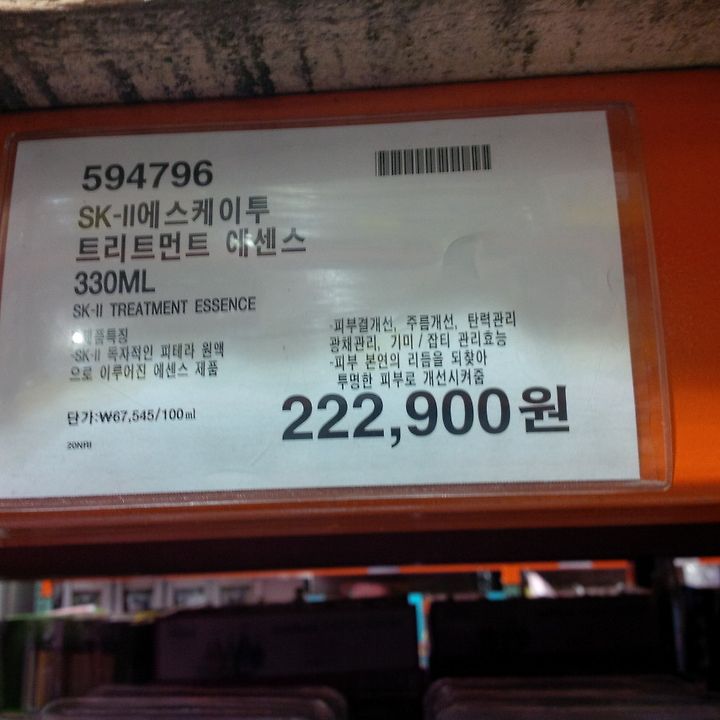 594796
SK-II에스케이투
트리트먼트 에센스
330ML
SK-II TREATMENT ESSENCE
제품특징
-SK-II 독자적인 피테라 원액
으로 이루어진 에센스 제품
-피부결개선, 주름개선, 탄력관리
광채관리, 기미/잡티 관리효능
-피부 본연의 리듬을 되찾아
투명한 피부로 개선시켜줌
단가:₩67,545/100㎖
222,900원